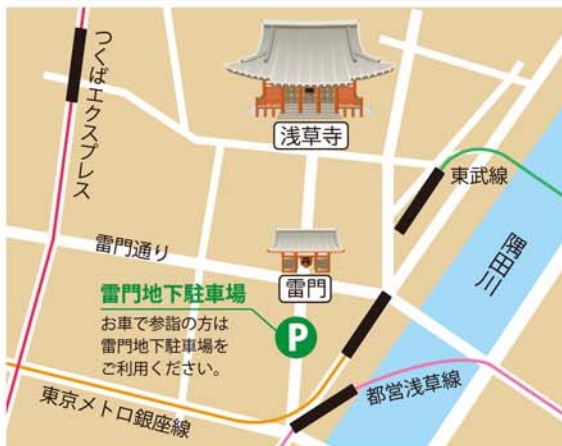 つくばエクスプレス
浅草寺
東武線
隅田川
雷門通り
雷門
雷門地下駐車場
お車で参詣の方は
雷門地下駐車場を
ご利用ください。
P
都営浅草線
東京メトロ銀座線